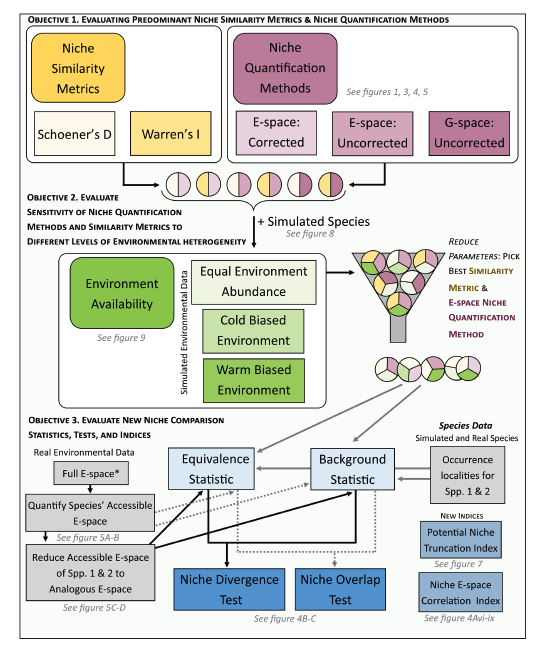 Objective 1. Evaluating Predominant Niche Similarity Metrics & Niche Quantification Methods
Niche
Similarity
Metrics
Schoener's D
Warren's I
Niche
Quantification
Methods
See figures 1, 3, 4, 5
E-space:
Corrected
E-space:
Uncorrected
G-space:
Uncorrected
Objective 2. Evaluate
Sensitivity of Niche Quantification
Methods and Similarity Metrics to
Different Levels of Environmental heterogeneity
+ Simulated Species
See figure 8
Environment
Availability
See figure 9
Simulated Environmental Data
Equal Environment
Abundance
Cold Biased
Environment
Warm Biased
Environment
Reduce
Parameters: Pick
Best Similarity
Metric &
E-space Niche
Quantification
Method
Objective 3. Evaluate New Niche Comparison
Statistics, Tests, and Indices
Real Environmental Data
Full E-space*
Quantify Species' Accessible
E-space
See figure 5A-B
Reduce Accessible E-space
of Spp. 1 & 2 to
Analogous E-space
See figure 5C-D
Equivalence
Statistic
Background
Statistic
Niche Divergence
Test
Niche Overlap
Test
See figure 4B-C
Species Data
Simulated and Real Species
Occurrence
localities for
Spp. 1 & 2
New Indices
Potential Niche
Truncation Index
See figure 7
Niche E-space
Correlation Index
See figure 4Avi-ix